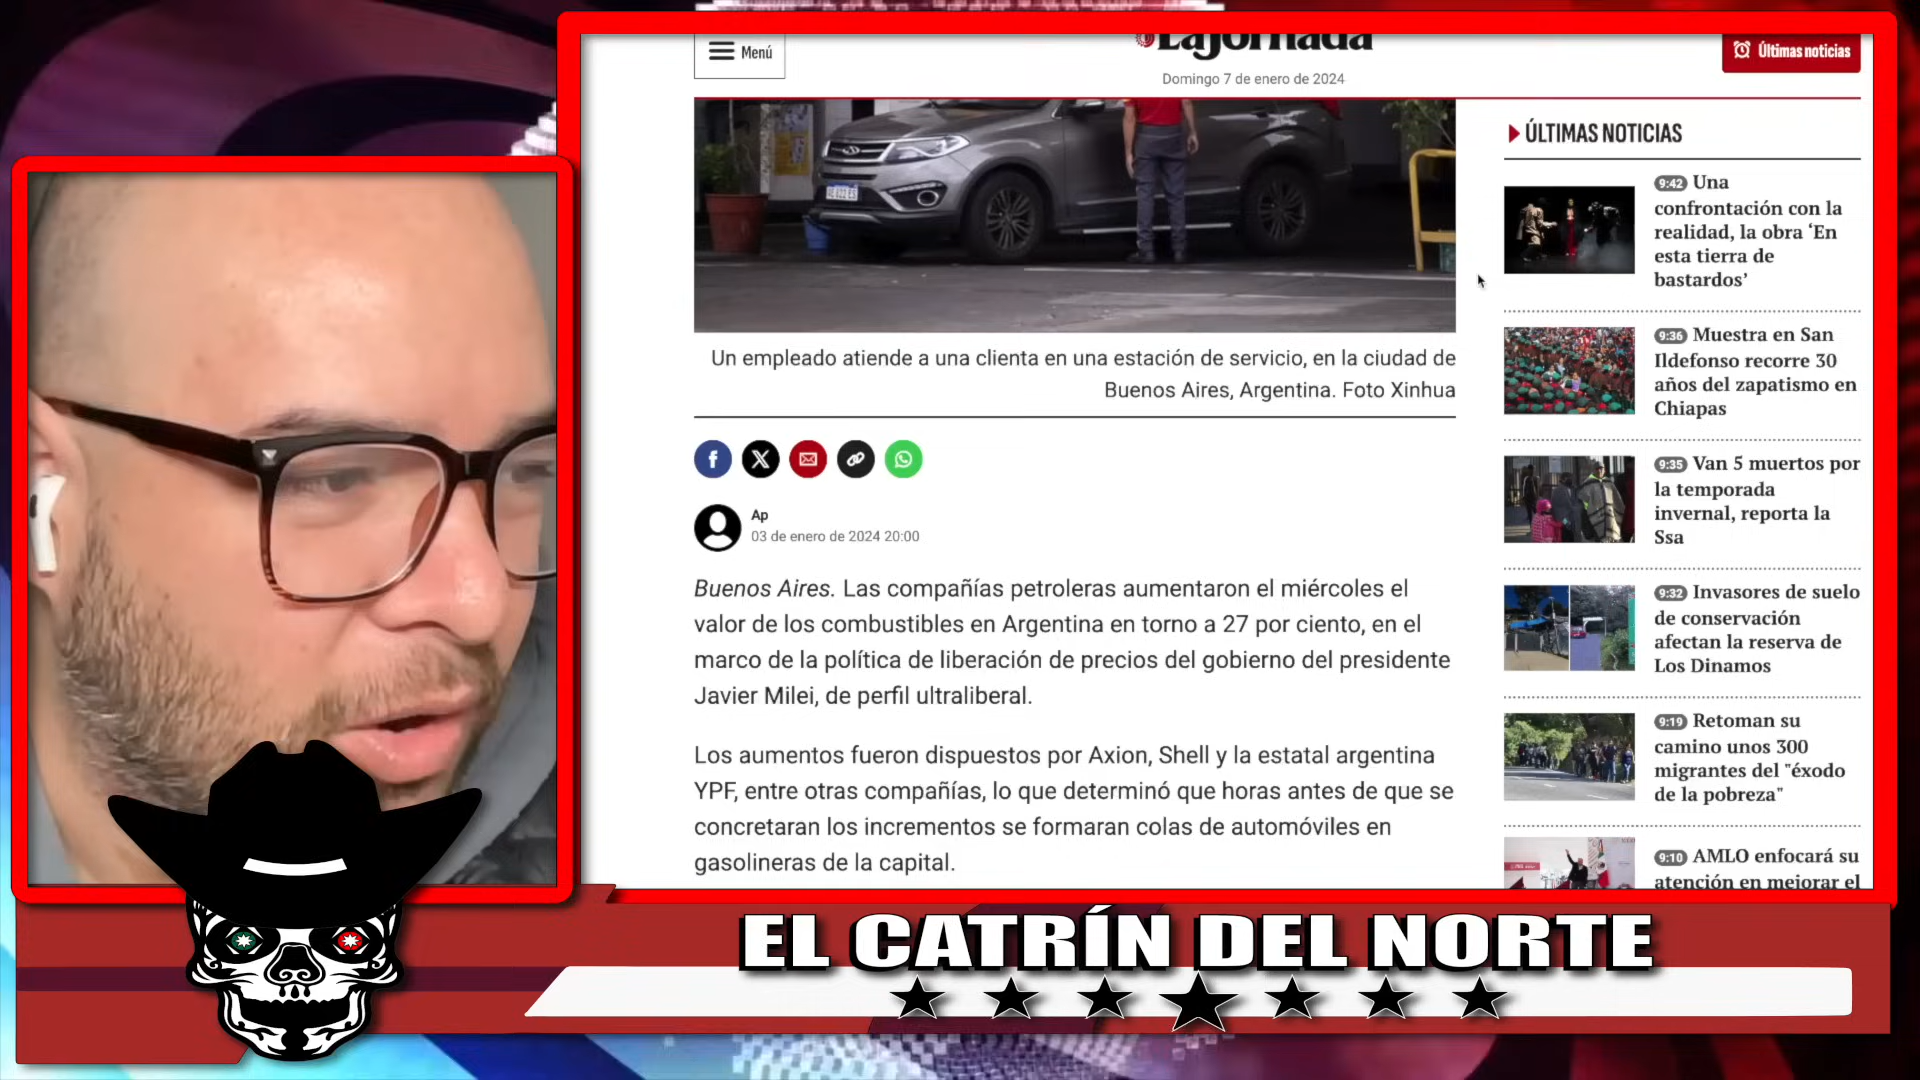 Menú
LaJornada
Domingo 7 de enero de 2024
Últimas noticias
Un empleado atiende a una clienta en una estación de servicio, en la ciudad de
Buenos Aires, Argentina. Foto Xinhua
Ap
03 de enero de 2024 20:00
Buenos Aires. Las compañías petroleras aumentaron el miércoles el
valor de los combustibles en Argentina en torno a 27 por ciento, en el
marco de la política de liberación de precios del gobierno del presidente
Javier Milei, de perfil ultraliberal.
Los aumentos fueron dispuestos por Axion, Shell y la estatal argentina
YPF, entre otras compañías, lo que determinó que horas antes de que se
concretaran los incrementos se formaran colas de automóviles en
gasolineras de la capital.
ÚLTIMAS NOTICIAS
9:42 Una
confrontación con la
realidad, la obra ‘En
esta tierra de
bastardos’
9:36 Muestra en San
Ildefonso recorre 30
años del zapatismo en
Chiapas
9:35 Van 5 muertos por
la temporada
invernal, reporta la
Ssa
9:32 Invasores de suelo
de conservación
afectan la reserva de
Los Dinamos
9:19 Retoman su
camino unos 300
migrantes del "éxodo
de la pobreza"
9:10 AMLO enfocará su
atención en mejorar el
EL CATRÍN DEL NORTE